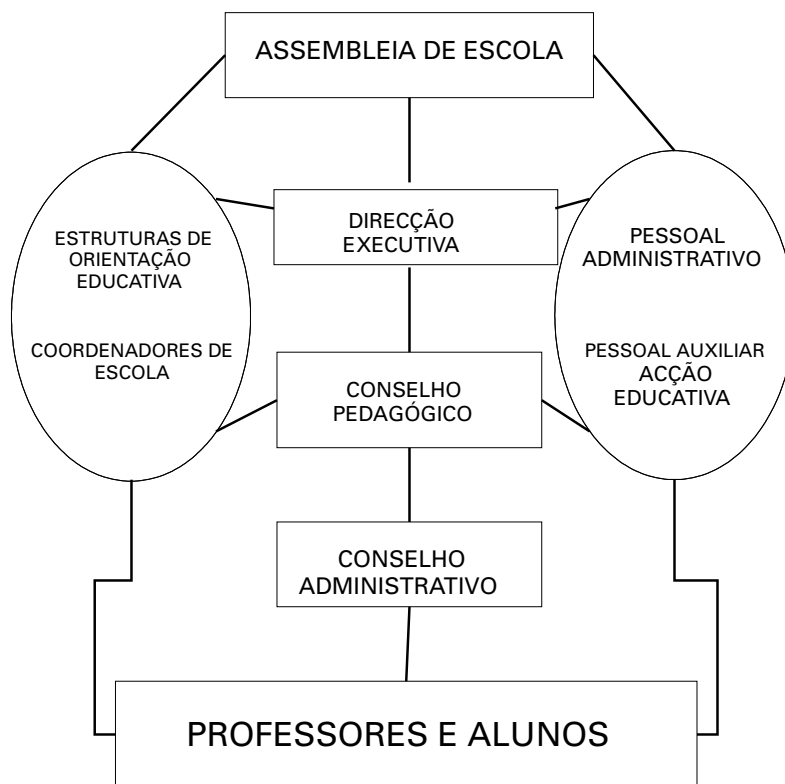 ASSEMBLEIA DE ESCOLA
ESTRUTURAS DE
ORIENTAÇÃO
EDUCATIVA
COORDENADORES DE
ESCOLA
DIRECÇÃO
EXECUTIVA
PESSOAL
ADMINISTRATIVO
PESSOAL AUXILIAR
ACÇÃO
EDUCATIVA
CONSELHO
PEDAGÓGICO
CONSELHO
ADMINISTRATIVO
PROFESSORES E ALUNOS